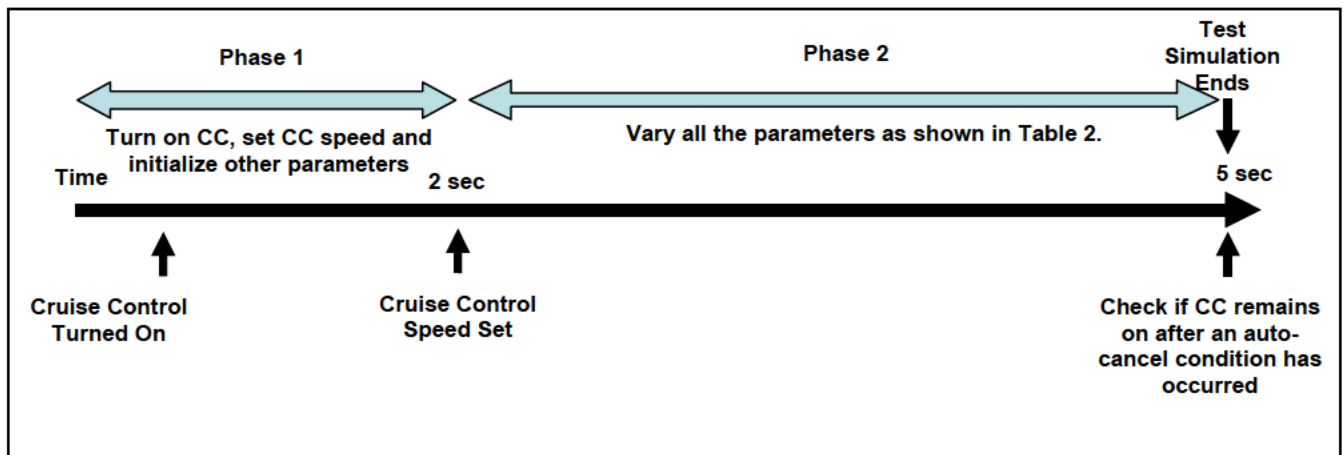 Phase 1
Phase 2
Test
Simulation
Ends
Turn on CC, set CC speed and
initialize other parameters
Vary all the parameters as shown in Table 2.
Time
2 sec
5 sec
Cruise Control
Turned On
Cruise Control
Speed Set
Check if CC remains
on after an auto-
cancel condition has
occurred